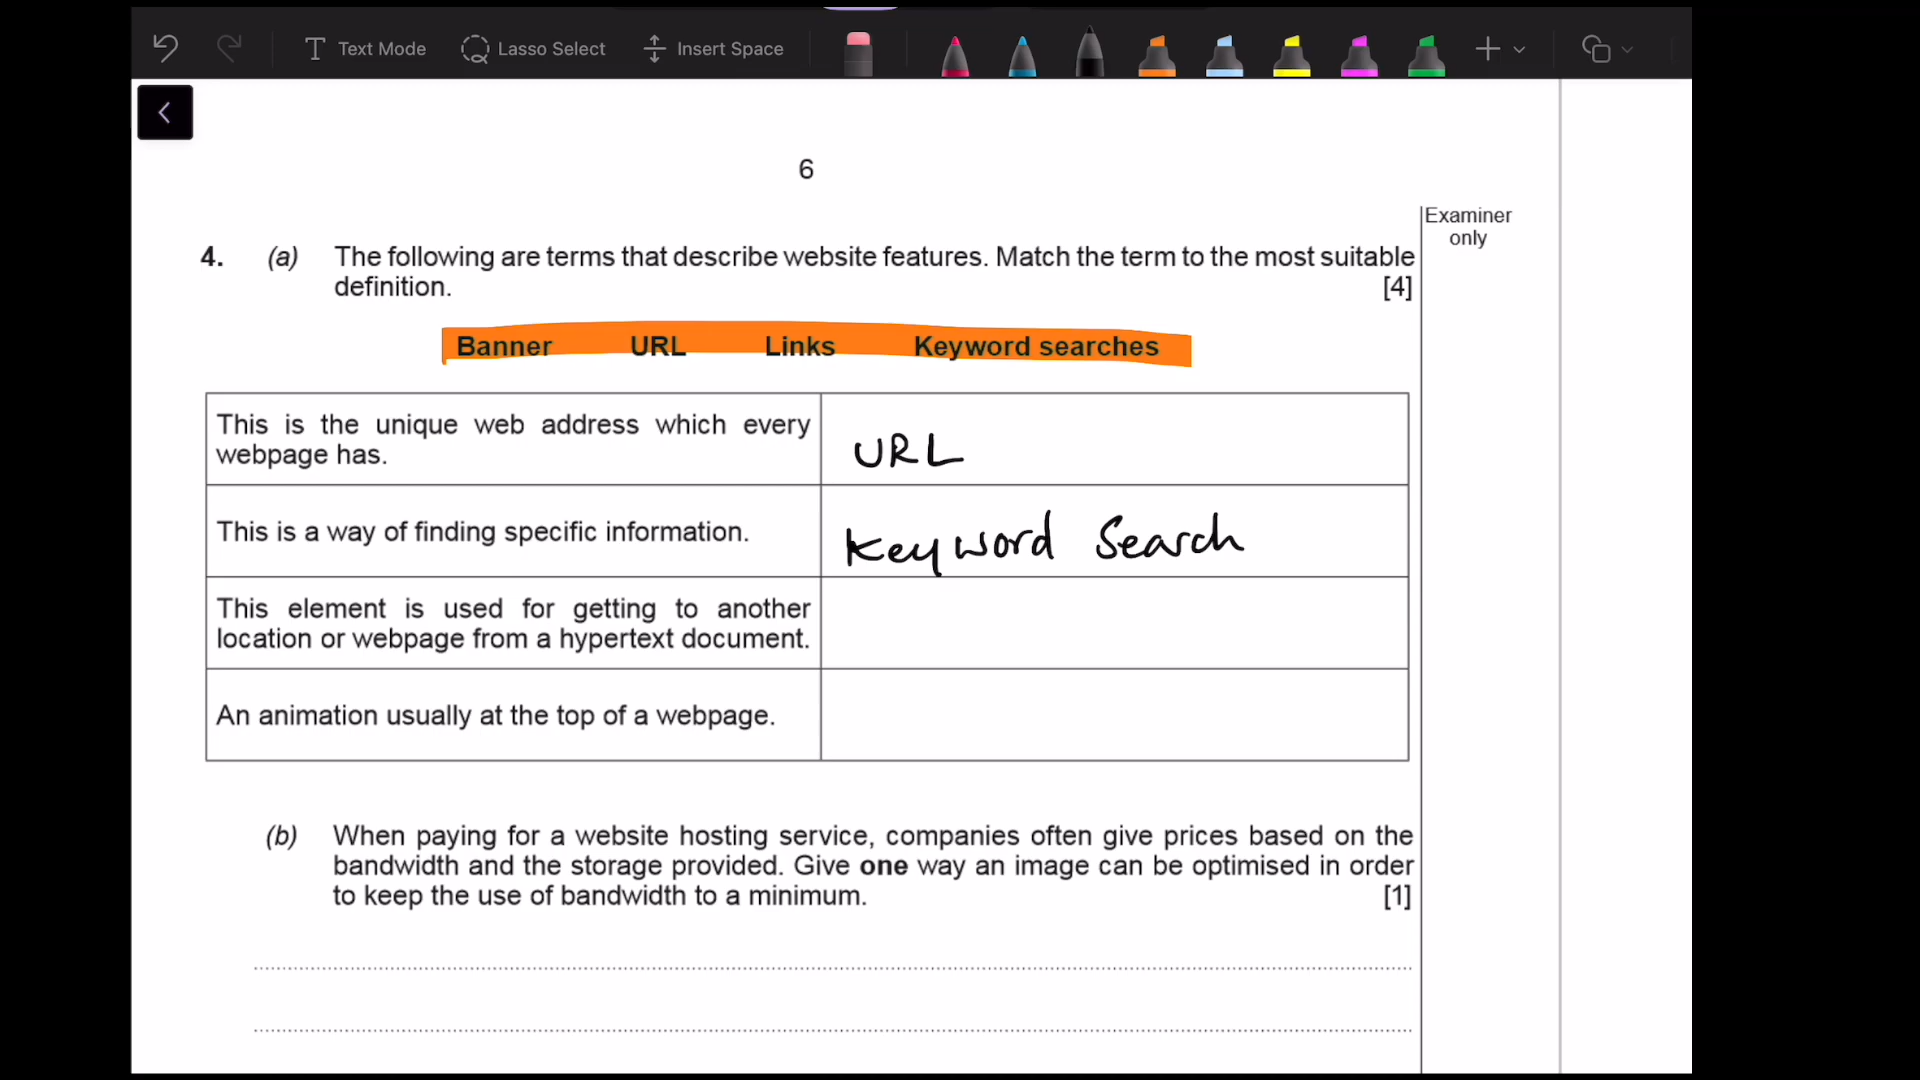 Text Mode Lasso Select Insert Space
6
Examiner
only
4. (a) The following are terms that describe website features. Match the term to the most suitable
definition. [4]
Banner URL Links Keyword searches
This is the unique web address which every
webpage has.
URL
This is a way of finding specific information.
Keyword Search
This element is used for getting to another
location or webpage from a hypertext document.
An animation usually at the top of a webpage.
(b) When paying for a website hosting service, companies often give prices based on the
bandwidth and the storage provided. Give one way an image can be optimised in order
to keep the use of bandwidth to a minimum. [1]